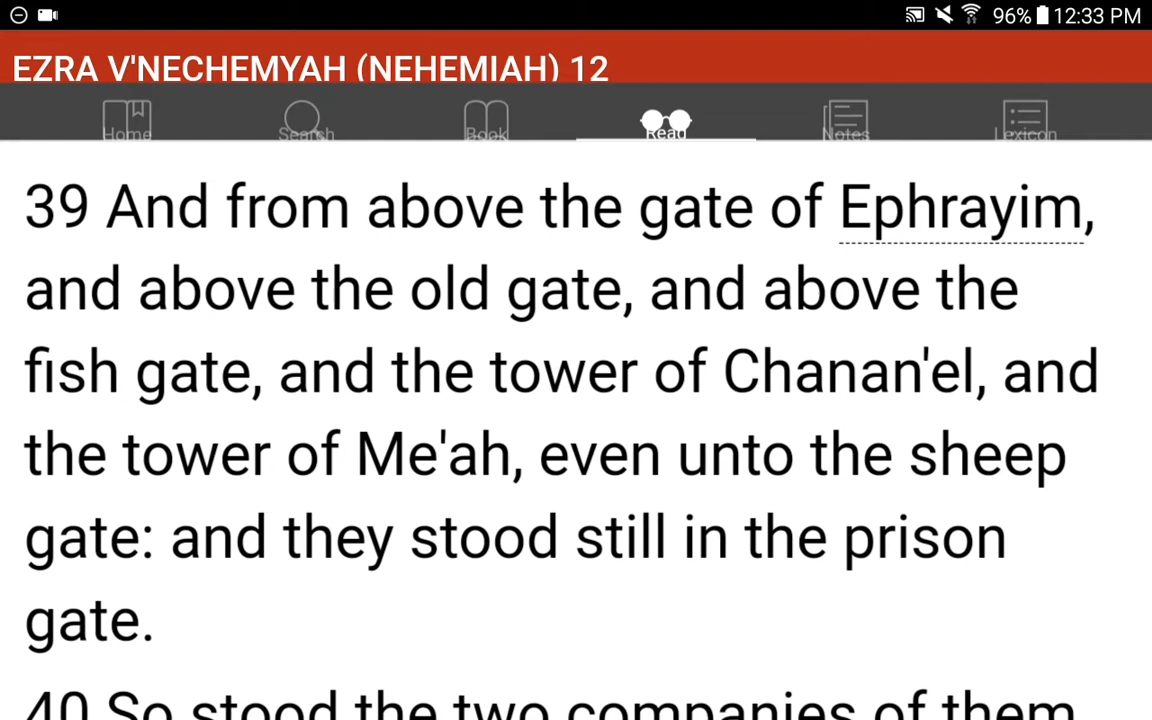 96% 12:33 PM
EZRA V'NECHEMYAH (NEHEMIAH) 12
Home Search Book Read Notes Lexicon
39 And from above the gate of Ephrayim,
and above the old gate, and above the
fish gate, and the tower of Chanan'el, and
the tower of Me'ah, even unto the sheep
gate: and they stood still in the prison
gate.
40 So stood the two companies of them